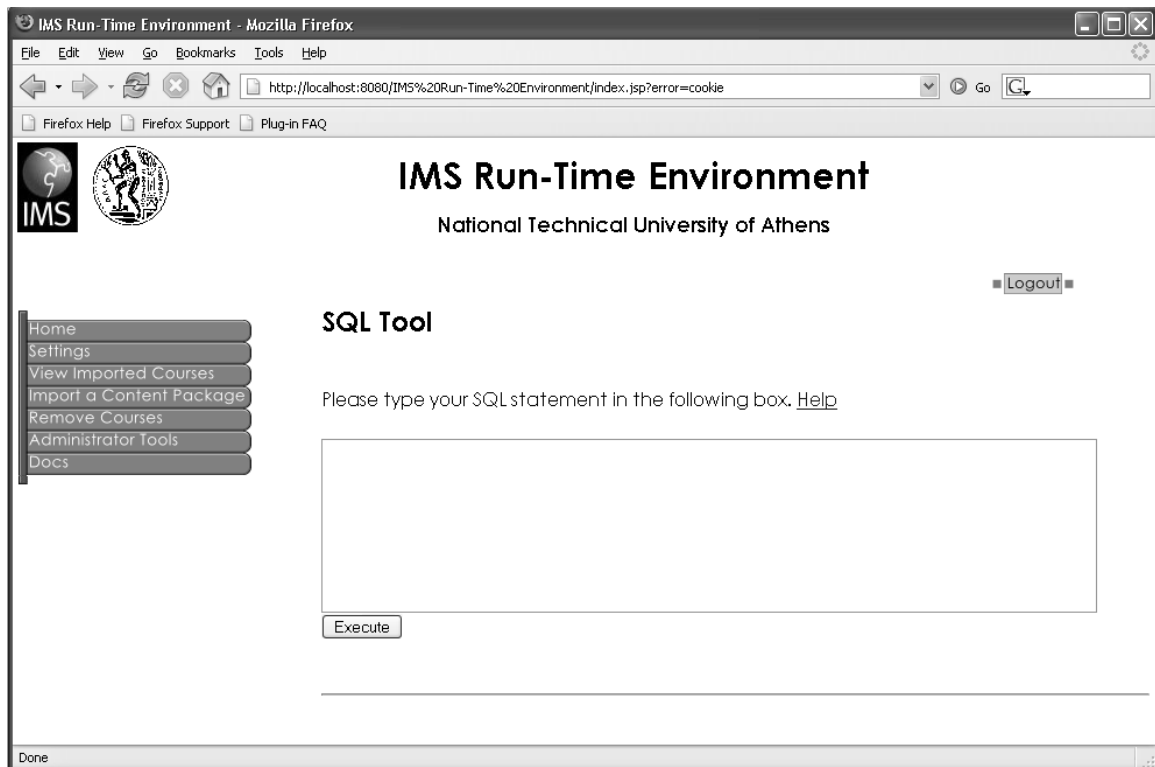 IMS Run-Time Environment - Mozilla Firefox
File Edit View Go Bookmarks Tools Help
http://localhost:8080/IMS%20Run-Time%20Environment/index.jsp?error=cookie Go G
Firefox Help Firefox Support Plug-in FAQ
IMS
IMS Run-Time Environment
National Technical University of Athens
Logout
Home
Settings
View Imported Courses
Import a Content Package
Remove Courses
Administrator Tools
Docs
SQL Tool
Please type your SQL statement in the following box. Help
Execute
Done